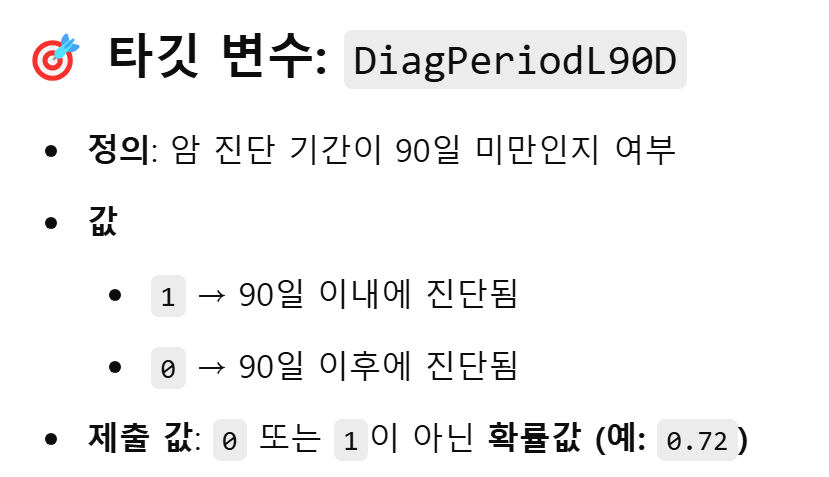 🎯 타깃 변수: DiagPeriodL90D
• 정의: 암 진단 기간이 90일 미만인지 여부
• 값
• 1 → 90일 이내에 진단됨
• 0 → 90일 이후에 진단됨
• 제출 값: 0 또는 1이 아닌 확률값 (예: 0.72)